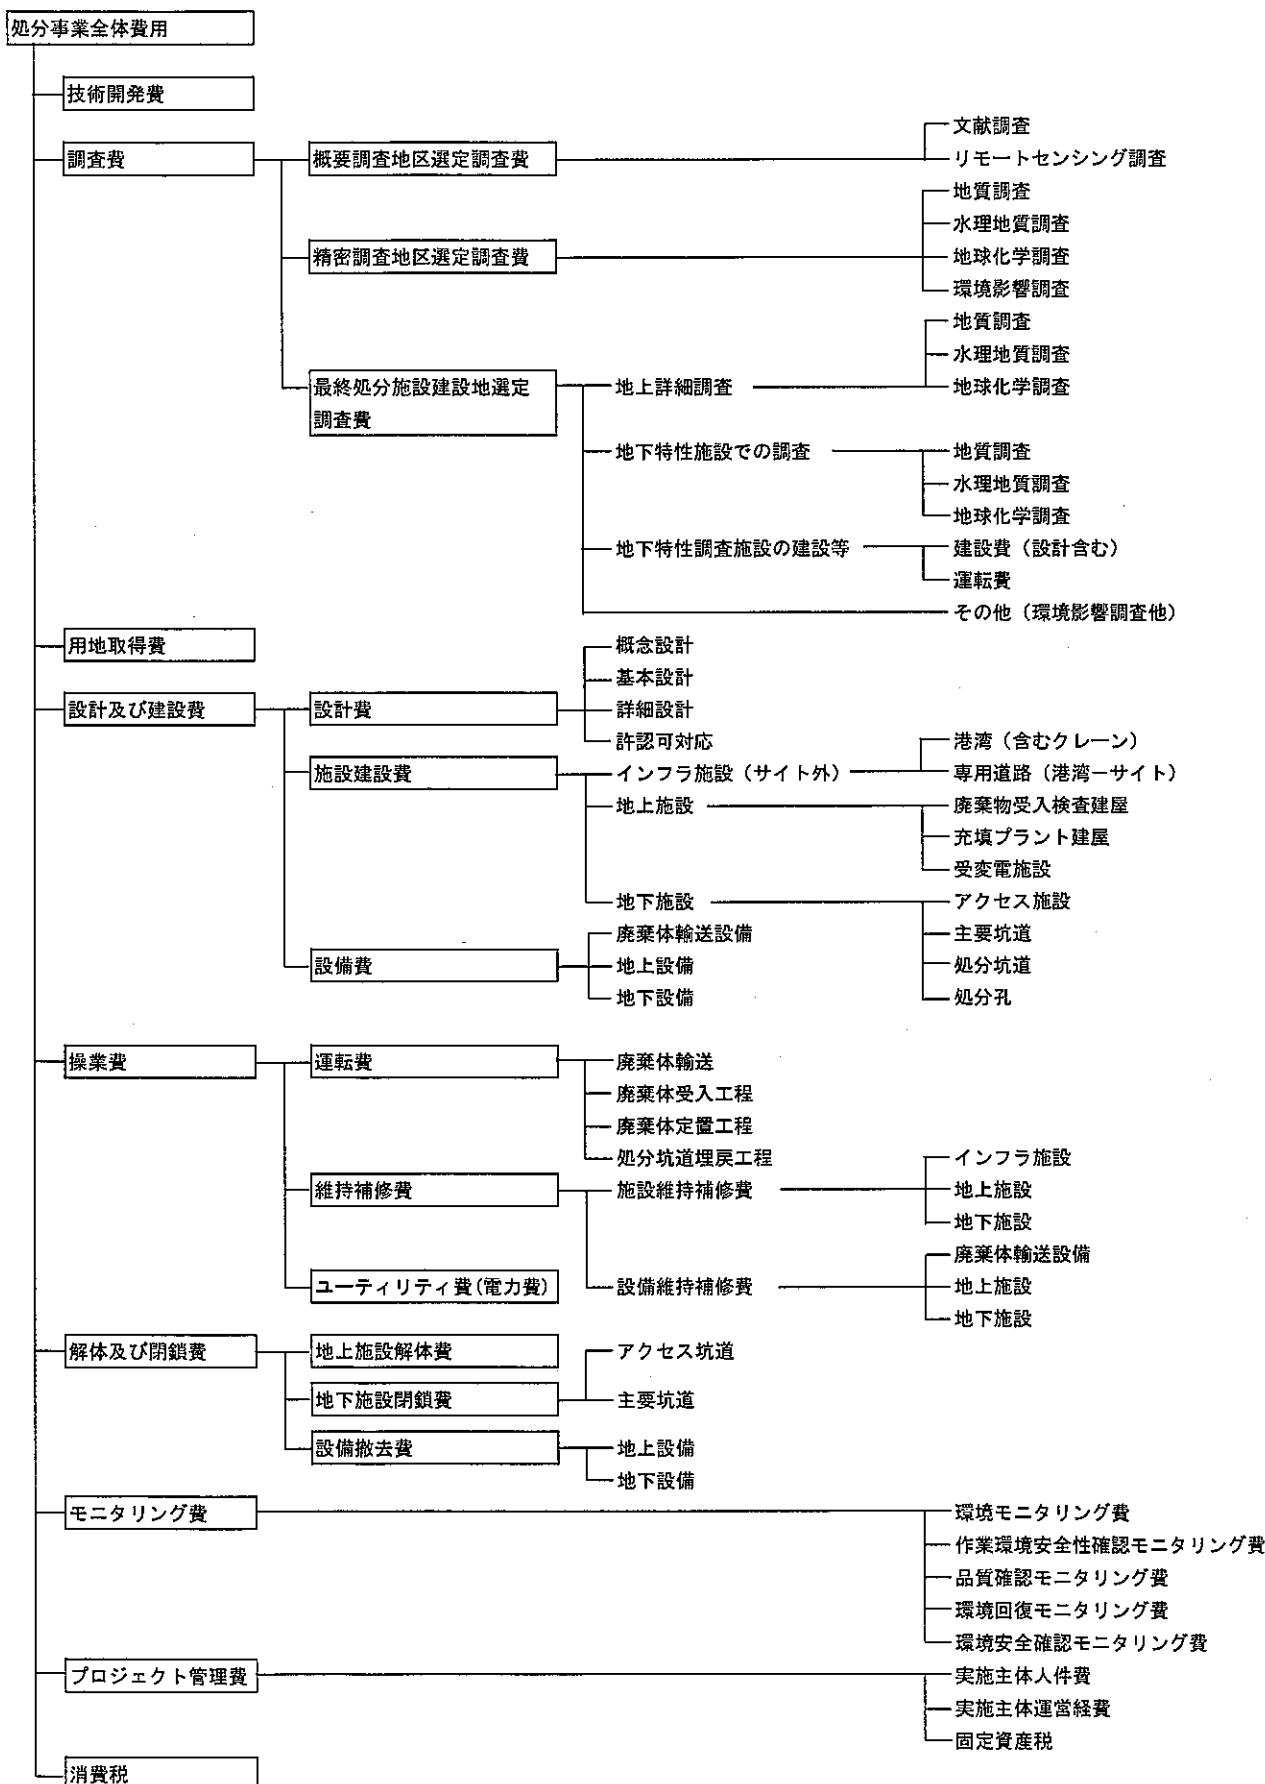 処分事業全体費用
技術開発費
調査費
概要調査地区選定調査費
文献調査
リモートセンシング調査
精密調査地区選定調査費
地質調査
水理地質調査
地球化学調査
環境影響調査
最終処分施設建設地選定
調査費
地上詳細調査
地質調査
水理地質調査
地球化学調査
地下特性施設での調査
地質調査
水理地質調査
地球化学調査
地下特性調査施設の建設等
建設費（設計含む）
運転費
その他（環境影響調査他）
用地取得費
設計及び建設費
設計費
概念設計
基本設計
詳細設計
許認可対応
施設建設費
インフラ施設（サイト外）
港湾（含むクレーン）
専用道路（港湾－サイト）
地上施設
廃棄物受入検査建屋
充填プラント建屋
受変電施設
地下施設
アクセス施設
主要坑道
処分坑道
処分孔
設備費
廃棄体輸送設備
地上設備
地下設備
操業費
運転費
廃棄体輸送
廃棄体受入工程
廃棄体定置工程
処分坑道埋戻工程
維持補修費
施設維持補修費
インフラ施設
地上施設
地下施設
設備維持補修費
廃棄体輸送設備
地上施設
地下施設
ユーティリティ費（電力費）
解体及び閉鎖費
地上施設解体費
地下施設閉鎖費
アクセス坑道
主要坑道
設備撤去費
地上設備
地下設備
モニタリング費
環境モニタリング費
作業環境安全性確認モニタリング費
品質確認モニタリング費
環境回復モニタリング費
環境安全確認モニタリング費
プロジェクト管理費
実施主体人件費
実施主体運営経費
固定資産税
消費税